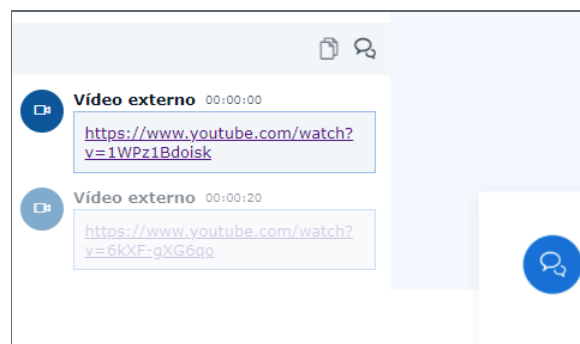 Vídeo externo 00:00:00
https://www.youtube.com/watch?
v=1WPz1Bdoisk
Vídeo externo 00:00:20
https://www.youtube.com/watch?
v=6kXF-gXG6qo